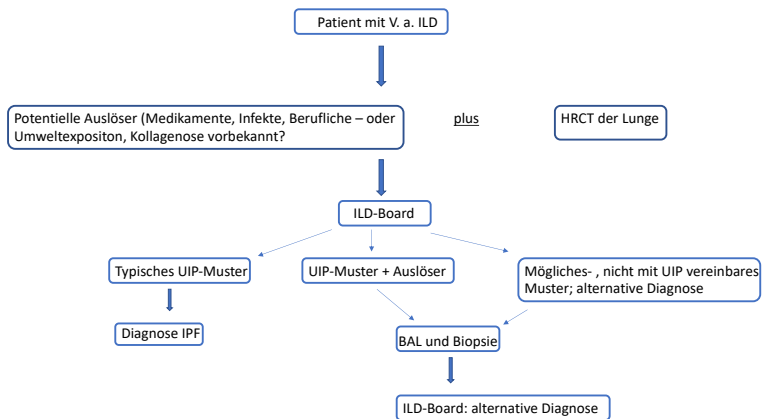 Patient mit V. a. ILD
Potentielle Auslöser (Medikamente, Infekte, Berufliche – oder
Umweltexpositon, Kollagenose vorbekannt?
plus
HRCT der Lunge
ILD-Board
Typisches UIP-Muster
UIP-Muster + Auslöser
Mögliches- , nicht mit UIP vereinbares
Muster; alternative Diagnose
Diagnose IPF
BAL und Biopsie
ILD-Board: alternative Diagnose